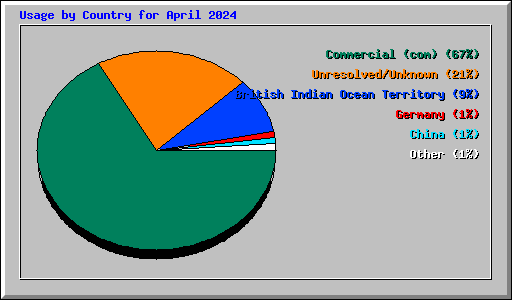 Usage by Country for April 2024
Commercial (com) (67%)
Unresolved/Unknown (21%)
British Indian Ocean Territory (9%)
Germany (1%)
China (1%)
Other (1%)